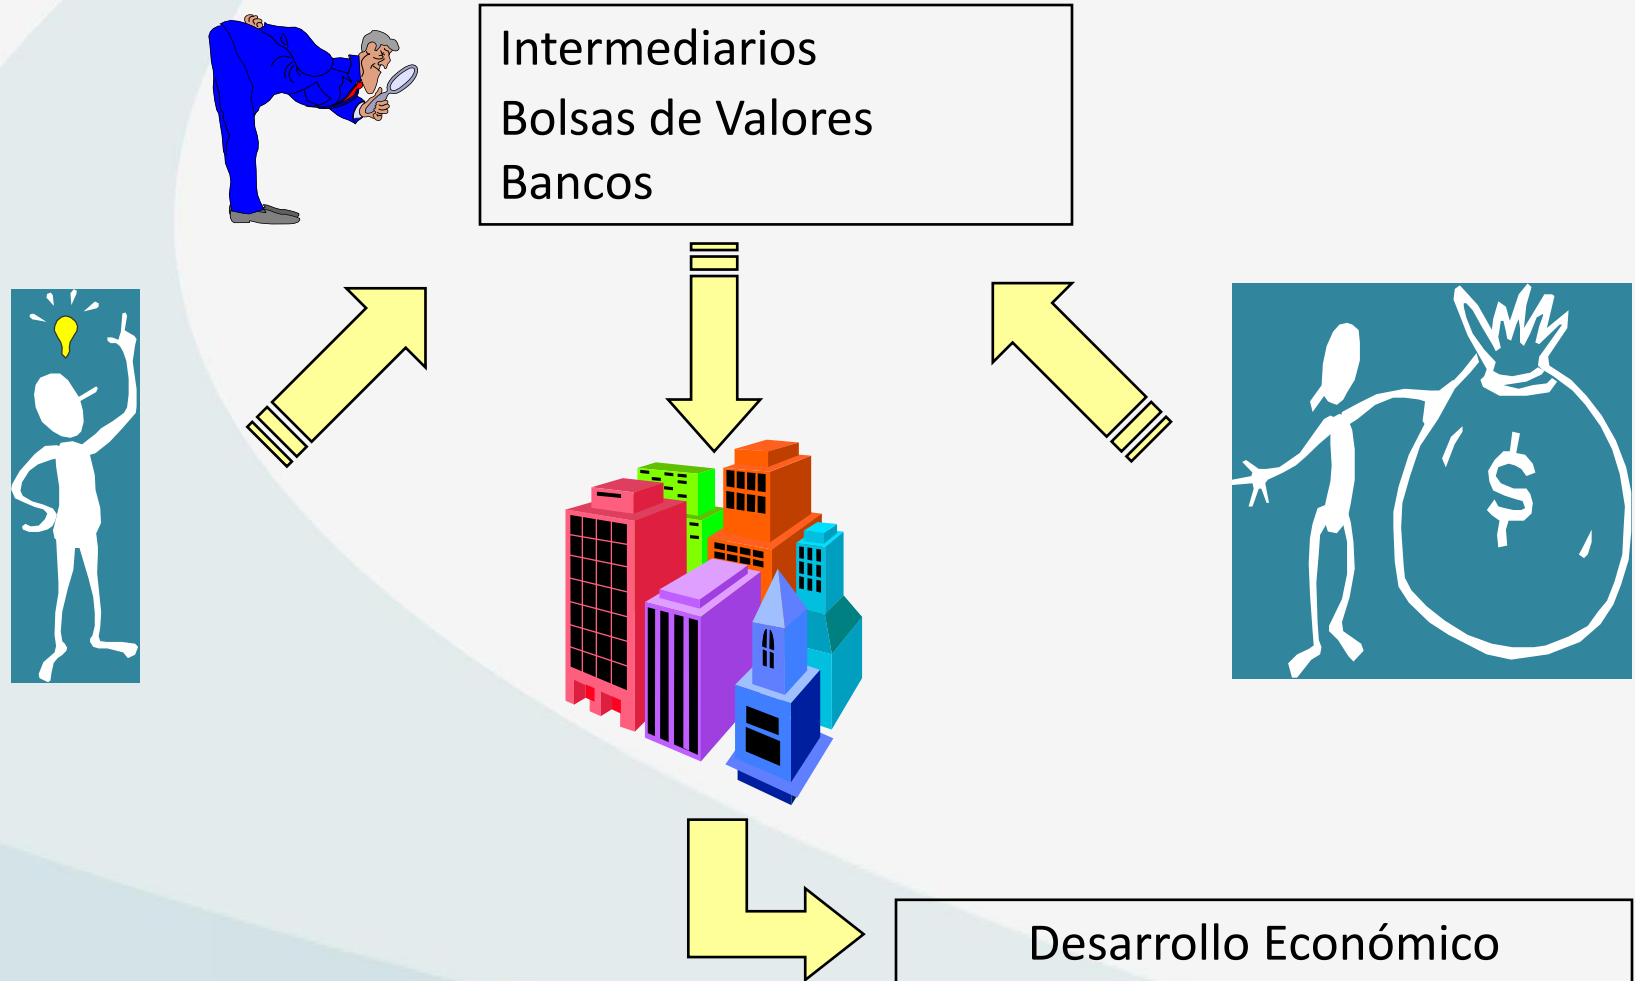 Intermediarios
Bolsas de Valores
Bancos
$
Desarrollo Económico